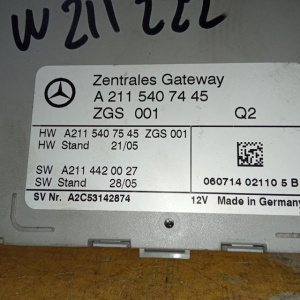 W 211 ZEL
Zentrales Gateway
A 211 540 74 45
ZGS 001 Q2
HW A211 540 75 45 ZGS 001
HW Stand 21/05
SW A211 442 00 27
SW Stand 28/05
060714 02110 5 B
SV Nr. A2C53142874 12V Made in Germany